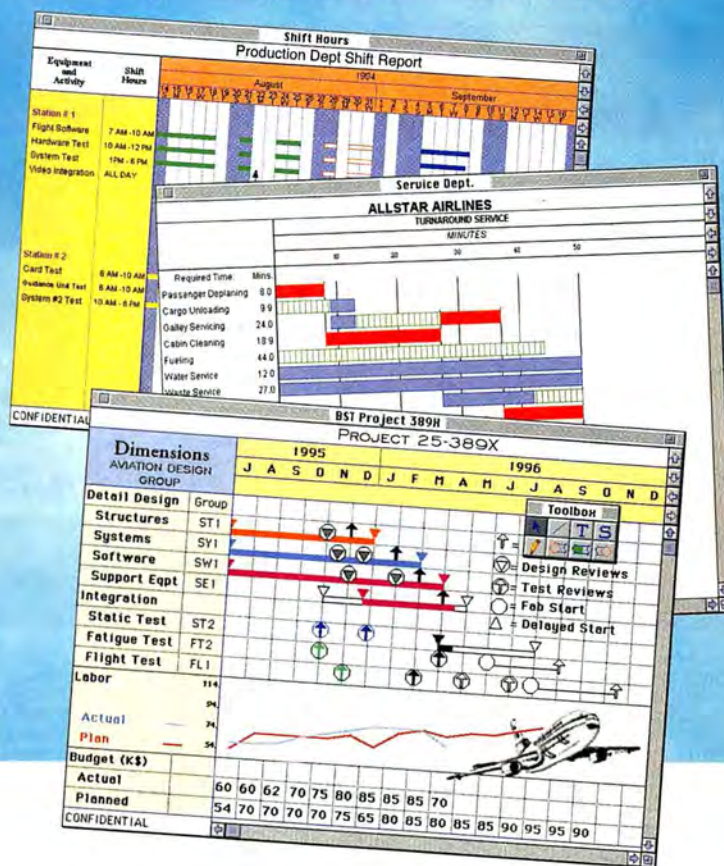 Shift Hours
Production Dept Shift Report
Equipment and Activity
Shift Hours
1994
August
September
Station # 1
Flight Software 7 AM -10 AM
Hardware Test 10 AM -12 PM
System Test 1PM - 6 PM
Video Integration ALL DAY
4
Station # 2
Card Test 6 AM -10 AM
Guidance Unit Test 8 AM -10 AM
System #2 Test 10 AM - 6 PM
CONFIDENTIAL
Service Dept.
ALLSTAR AIRLINES
TURNAROUND SERVICE
MINUTES
10 20 30 40 50
Required Time: Mins.
Passenger Deplaning 8.0
Cargo Unloading 9.9
Galley Servicing 24.0
Cabin Cleaning 18.9
Fueling 44.0
Water Service 12.0
Waste Service 27.0
BST Project 389H
PROJECT 25-389X
Dimensions
AVIATION DESIGN
GROUP
1995 1996
J A S O N D J F M A M J J A S O N D
Toolbox
T S
Detail Design Group
Structures ST1
Systems SY1
Software SW1
Support Eqpt SE1
Integration
Static Test ST2
Fatigue Test FT2
Flight Test FL1
= Design Reviews
= Test Reviews
= Fab Start
= Delayed Start
Labor 114
94
Actual 74
Plan 54
Budget (K$)
Actual 60 60 62 70 75 80 85 85 85 70
Planned 54 70 70 70 70 75 65 80 85 80 85 85 90 95 95 90
CONFIDENTIAL